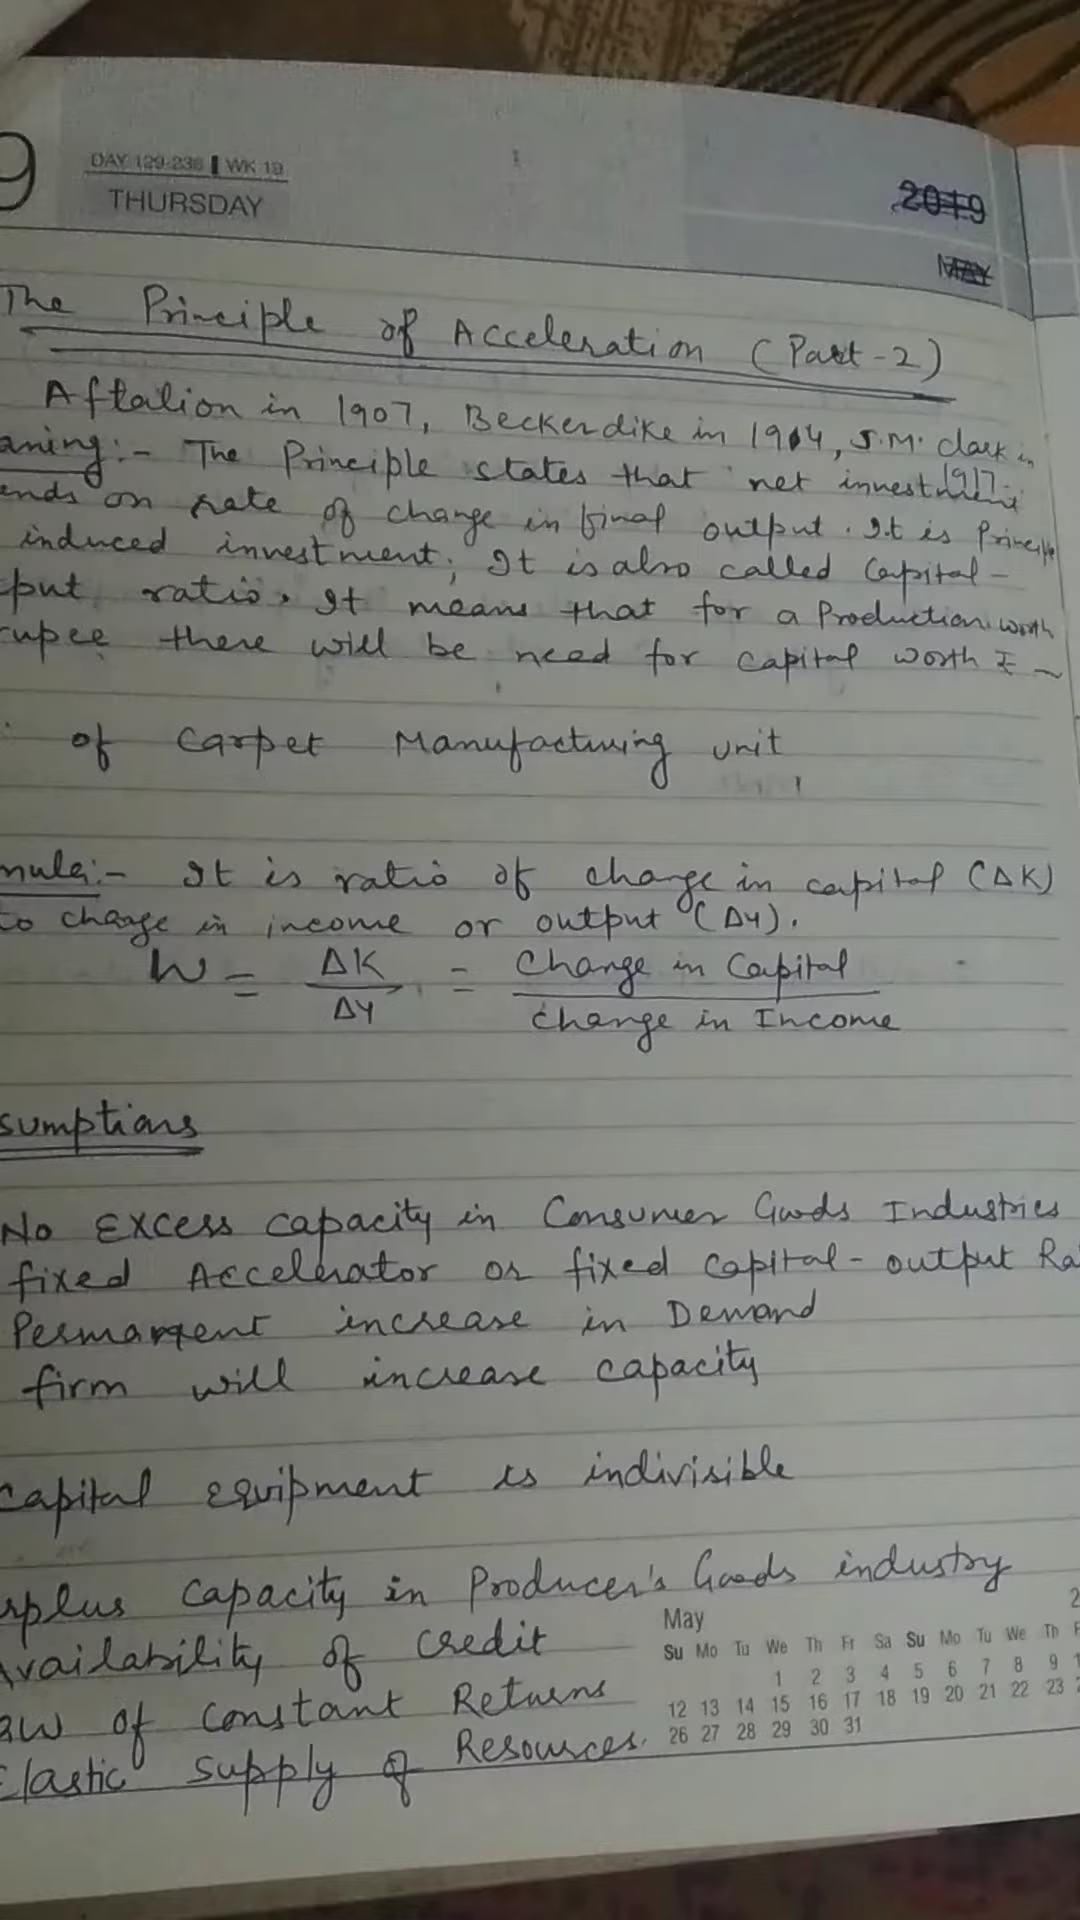 9
DAY 129-236 WK 19
THURSDAY
2019
MAY
The Principle of Acceleration (Part-2)
Aftalion in 1907, Beckerdike in 1914, J.M. Clark in 1917.
aning:- The Principle states that net investment
ends on rate of change in final output. It is Principle
induced investment. It is also called Capital-
put ratio. It means that for a Production worth
rupee there will be need for capital worth ₹
of Carpet Manufacturing unit
mula:- It is ratio of change in capital (ΔK)
to change in income or output (ΔY).
W = ΔK / ΔY = Change in Capital / Change in Income
sumptions
No Excess capacity in Consumer Goods Industries
fixed Accelerator or fixed Capital-output Ra
Permanent increase in Demand
firm will increase capacity
Capital equipment is indivisible
rplus Capacity in Producer's Goods industry
Availability of credit
aw of Constant Returns
Elastic supply of Resources.
May
Su Mo Tu We Th Fr Sa Su Mo Tu We Th F
1 2 3 4 5 6 7 8 9 1
12 13 14 15 16 17 18 19 20 21 22 23 2
26 27 28 29 30 31